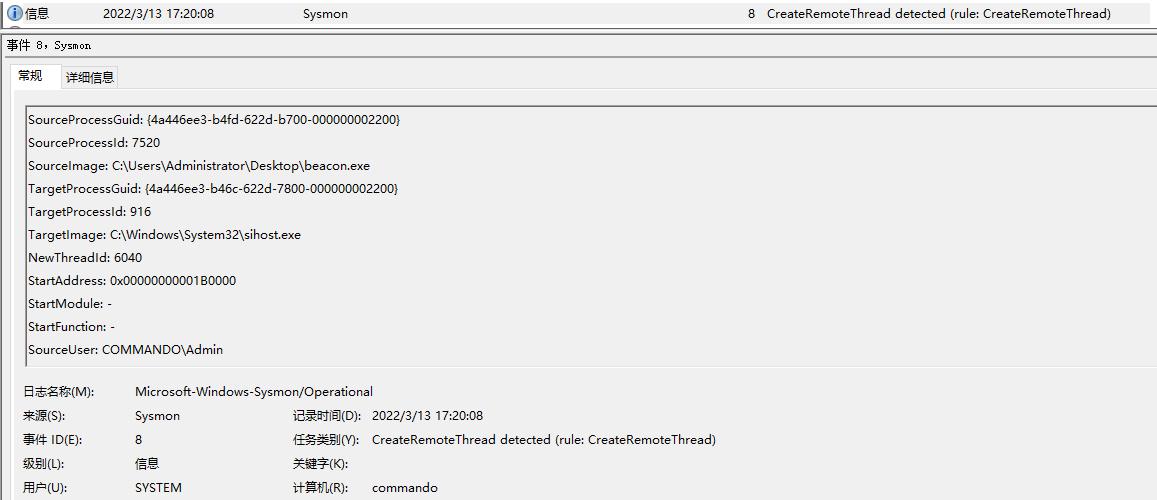 信息 2022/3/13 17:20:08 Sysmon 8 CreateRemoteThread detected (rule: CreateRemoteThread)
事件 8，Sysmon
常规 详细信息
SourceProcessGuid: {4a446ee3-b4fd-622d-b700-000000002200}
SourceProcessId: 7520
SourceImage: C:\Users\Administrator\Desktop\beacon.exe
TargetProcessGuid: {4a446ee3-b46c-622d-7800-000000002200}
TargetProcessId: 916
TargetImage: C:\Windows\System32\sihost.exe
NewThreadId: 6040
StartAddress: 0x00000000001B0000
StartModule: -
StartFunction: -
SourceUser: COMMANDO\Admin
日志名称(M): Microsoft-Windows-Sysmon/Operational
来源(S): Sysmon 记录时间(D): 2022/3/13 17:20:08
事件 ID(E): 8 任务类别(Y): CreateRemoteThread detected (rule: CreateRemoteThread)
级别(L): 信息 关键字(K):
用户(U): SYSTEM 计算机(R): commando